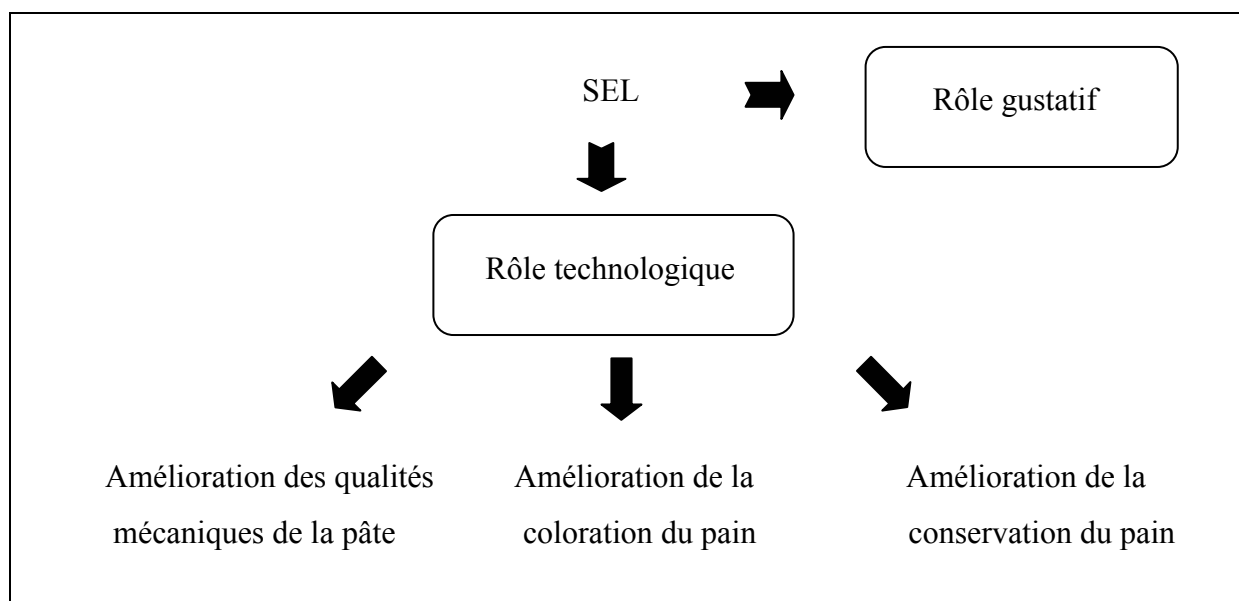 SEL
Rôle gustatif
Rôle technologique
Amélioration des qualités
mécaniques de la pâte
Amélioration de la
coloration du pain
Amélioration de la
conservation du pain